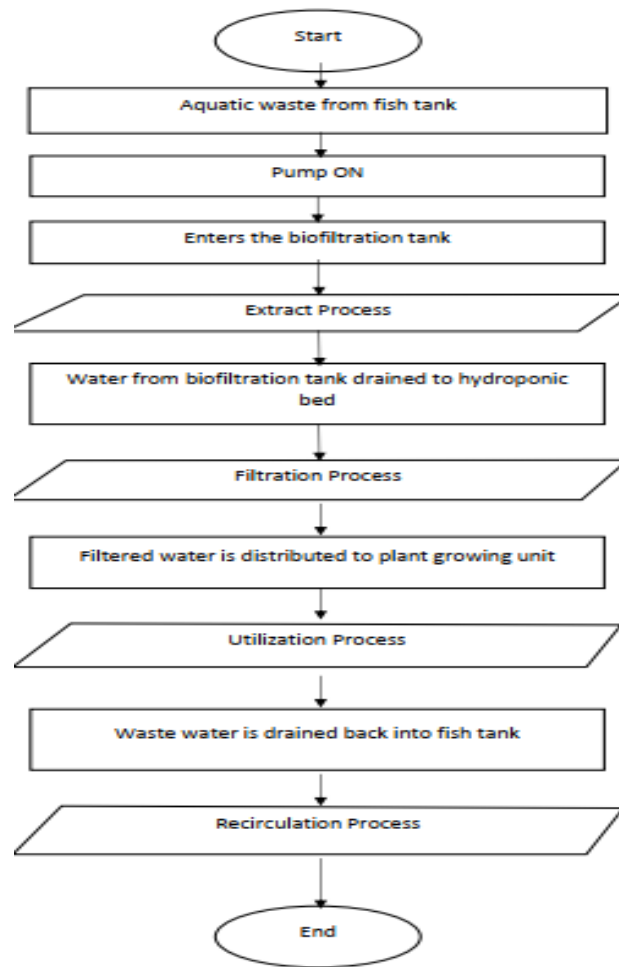 Start
Aquatic waste from fish tank
Pump ON
Enters the biofiltration tank
Extract Process
Water from biofiltration tank drained to hydroponic
bed
Filtration Process
Filtered water is distributed to plant growing unit
Utilization Process
Waste water is drained back into fish tank
Recirculation Process
End